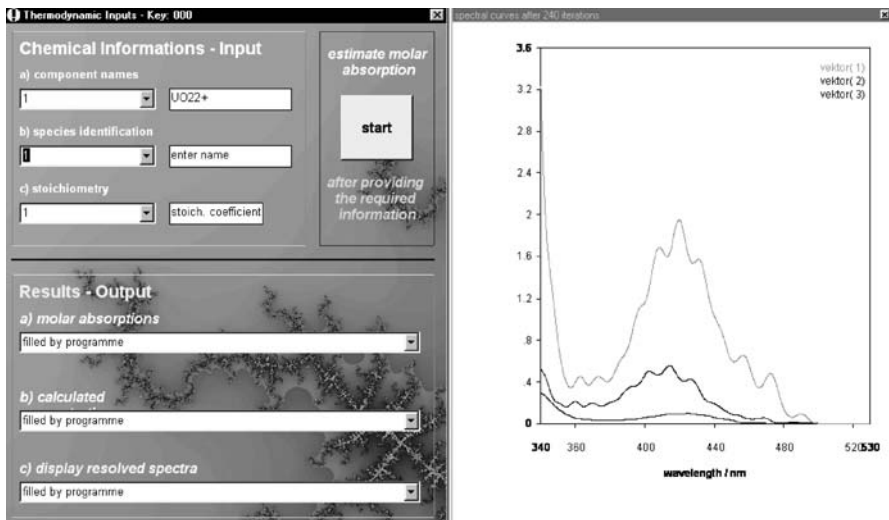 Thermodynamic Inputs - Key: 000
Chemical Informations - Input
a) component names
1
UO22+
b) species identification
1
enter name
c) stoichiometry
1
stoich. coefficient
estimate molar
absorption
start
after providing
the required
information
Results - Output
a) molar absorptions
filled by programme
b) calculated
filled by programme
c) display resolved spectra
filled by programme
spectral curves after 240 iterations
vektor( 1)
vektor( 2)
vektor( 3)
3.6
3.2
2.8
2.4
2
1.6
1.2
.8
.4
0
340 360 400 440 480 520 530
wavelength / nm